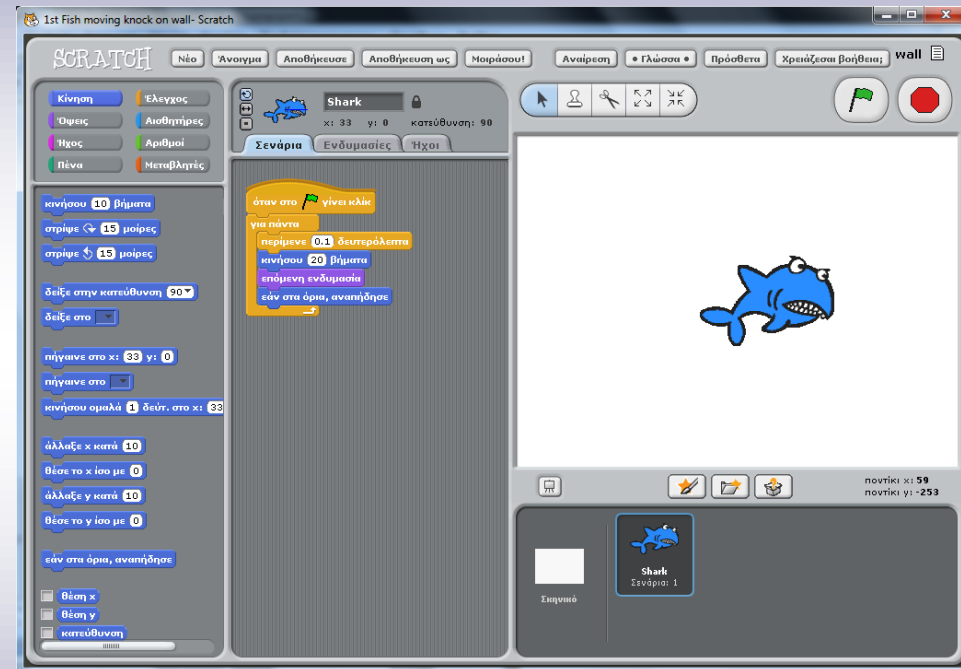 1st Fish moving knock on wall- Scratch
SCRATCH Νέο Άνοιγμα Αποθήκευσε Αποθήκευση ως Μοιράσου! Αναίρεση • Γλώσσα • Πρόσθετα Χρειάζεσαι βοήθεια; wall
Κίνηση Έλεγχος
Όψεις Αισθητήρες
Ήχος Αριθμοί
Πένα Μεταβλητές
κινήσου 10 βήματα
στρίψε 15 μοίρες
στρίψε 15 μοίρες
δείξε στην κατεύθυνση 90
δείξε στο
πήγαινε στο x: 33 y: 0
πήγαινε στο
κινήσου ομαλά 1 δεύτ. στο x: 33
άλλαξε x κατά 10
θέσε το x ίσο με 0
άλλαξε y κατά 10
θέσε το y ίσο με 0
εάν στα όρια, αναπήδησε
θέση x
θέση y
κατεύθυνση
Shark
x: 33 y: 0 κατεύθυνση: 90
Σενάρια Ενδυμασίες Ήχοι
όταν στο γίνει κλίκ
για πάντα
περίμενε 0.1 δευτερόλεπτα
κινήσου 20 βήματα
επόμενη ενδυμασία
εάν στα όρια, αναπήδησε
ποντίκι x: 59
ποντίκι y: -253
Σκηνικό
Shark
Σενάρια: 1